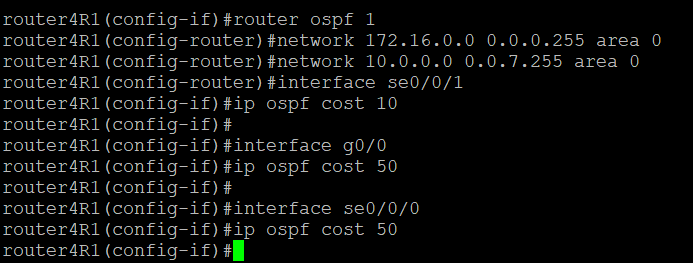 router4R1(config-if)#router ospf 1
router4R1(config-router)#network 172.16.0.0 0.0.0.255 area 0
router4R1(config-router)#network 10.0.0.0 0.0.7.255 area 0
router4R1(config-router)#interface se0/0/1
router4R1(config-if)#ip ospf cost 10
router4R1(config-if)#
router4R1(config-if)#interface g0/0
router4R1(config-if)#ip ospf cost 50
router4R1(config-if)#
router4R1(config-if)#interface se0/0/0
router4R1(config-if)#ip ospf cost 50
router4R1(config-if)#